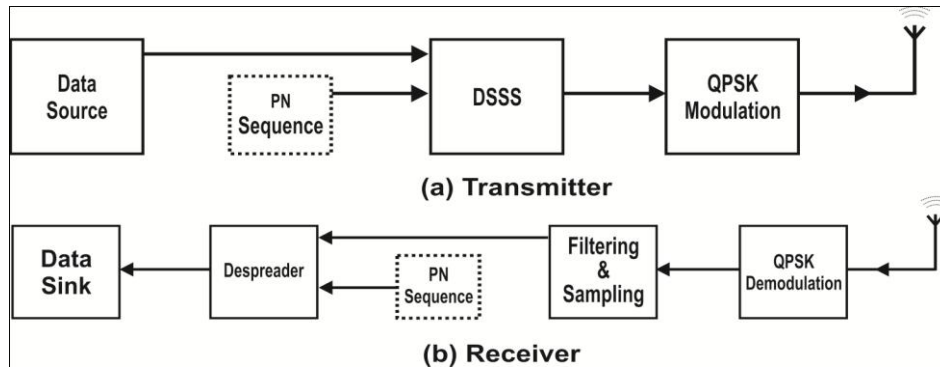 Data
Source
PN
Sequence
DSSS
QPSK
Modulation
(a) Transmitter
Data
Sink
Despreader
PN
Sequence
Filtering
&
Sampling
QPSK
Demodulation
(b) Receiver